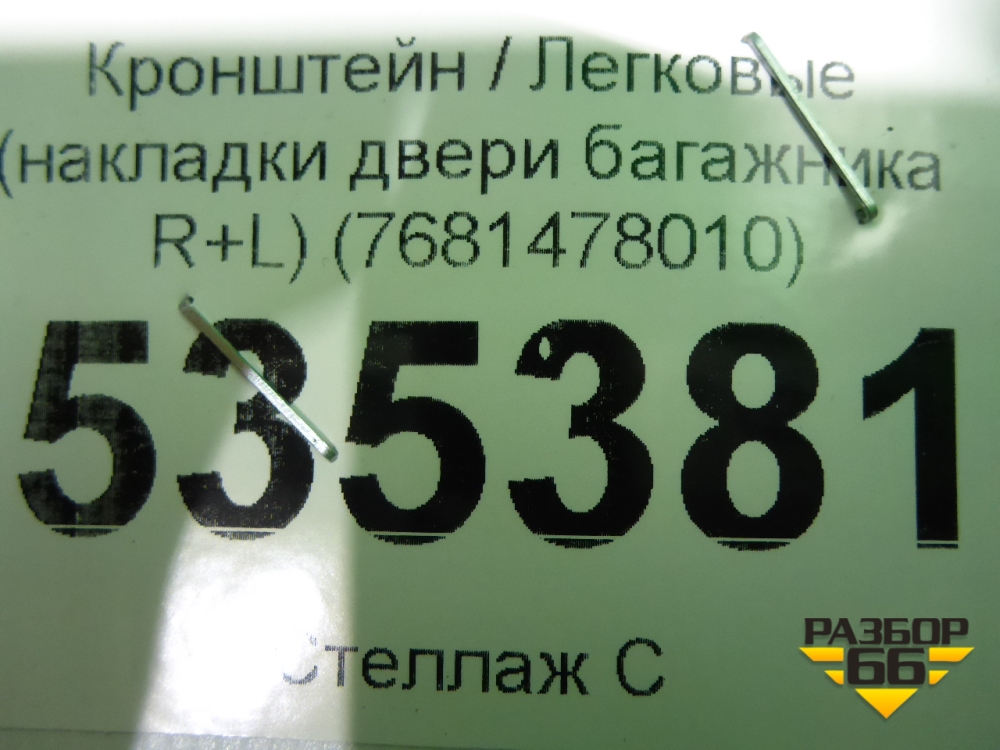 Кронштейн / Легковые
(накладки двери багажника
R+L) (7681478010)
535381
Стеллаж С
РАЗБОР
66